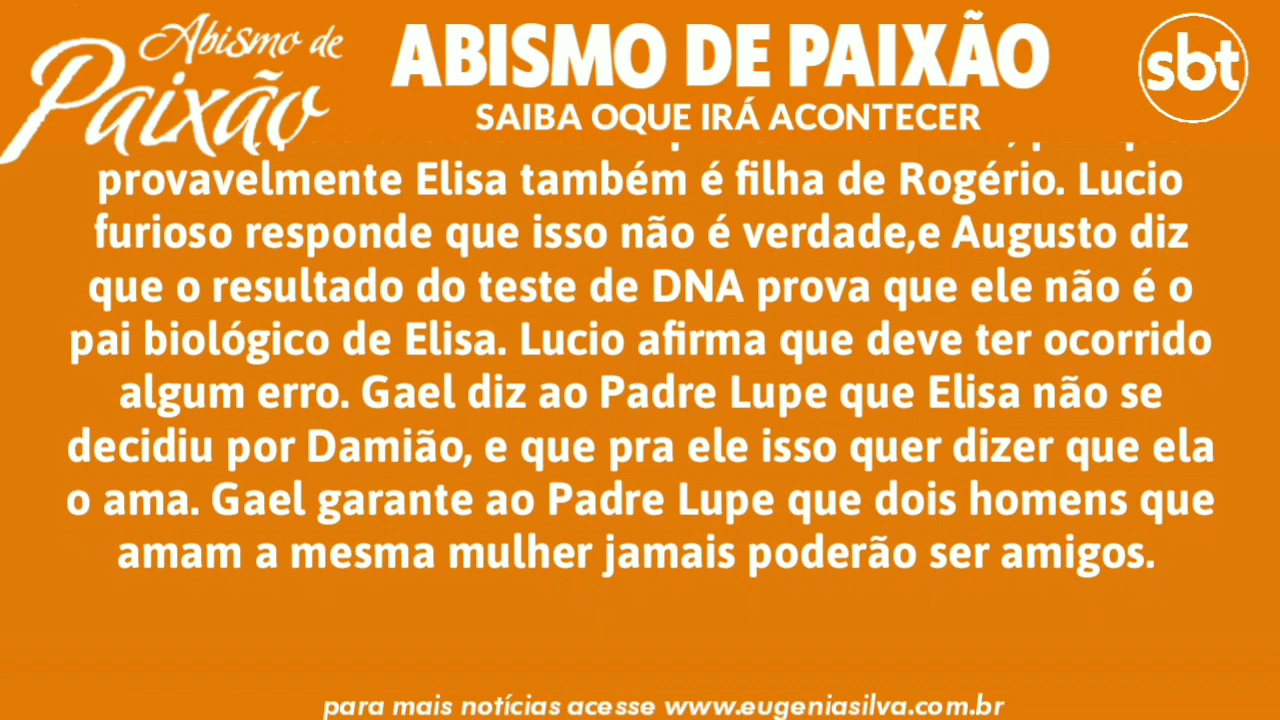 Abismo de
Paixão
ABISMO DE PAIXÃO
SAIBA OQUE IRÁ ACONTECER
sbt
provavelmente Elisa também é filha de Rogério. Lucio
furioso responde que isso não é verdade,e Augusto diz
que o resultado do teste de DNA prova que ele não é o
pai biológico de Elisa. Lucio afirma que deve ter ocorrido
algum erro. Gael diz ao Padre Lupe que Elisa não se
decidiu por Damião, e que pra ele isso quer dizer que ela
o ama. Gael garante ao Padre Lupe que dois homens que
amam a mesma mulher jamais poderão ser amigos.
para mais notícias acesse www.eugeniasilva.com.br